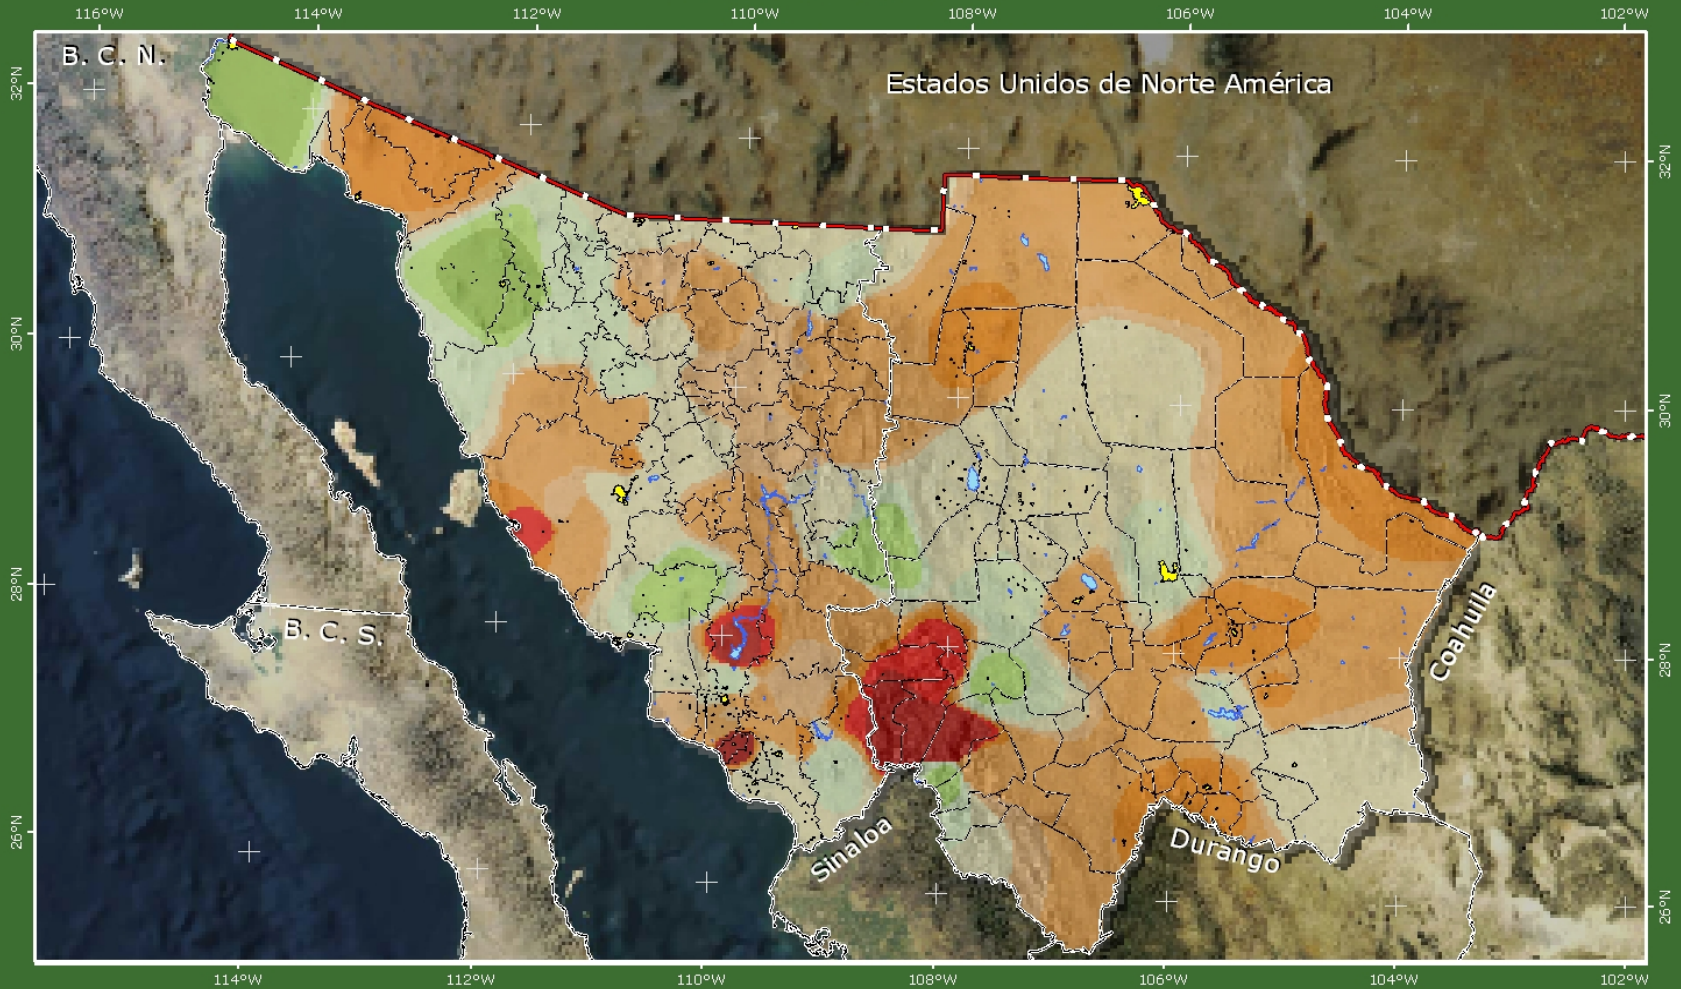 116°W 114°W 112°W 110°W 108°W 106°W 104°W 102°W
B. C. N.
Estados Unidos de Norte América
32°N
32°N
30°N
30°N
28°N
28°N
26°N
26°N
B. C. S.
Coahuila
Sinaloa
Durango
114°W 112°W 110°W 108°W 106°W 104°W 102°W